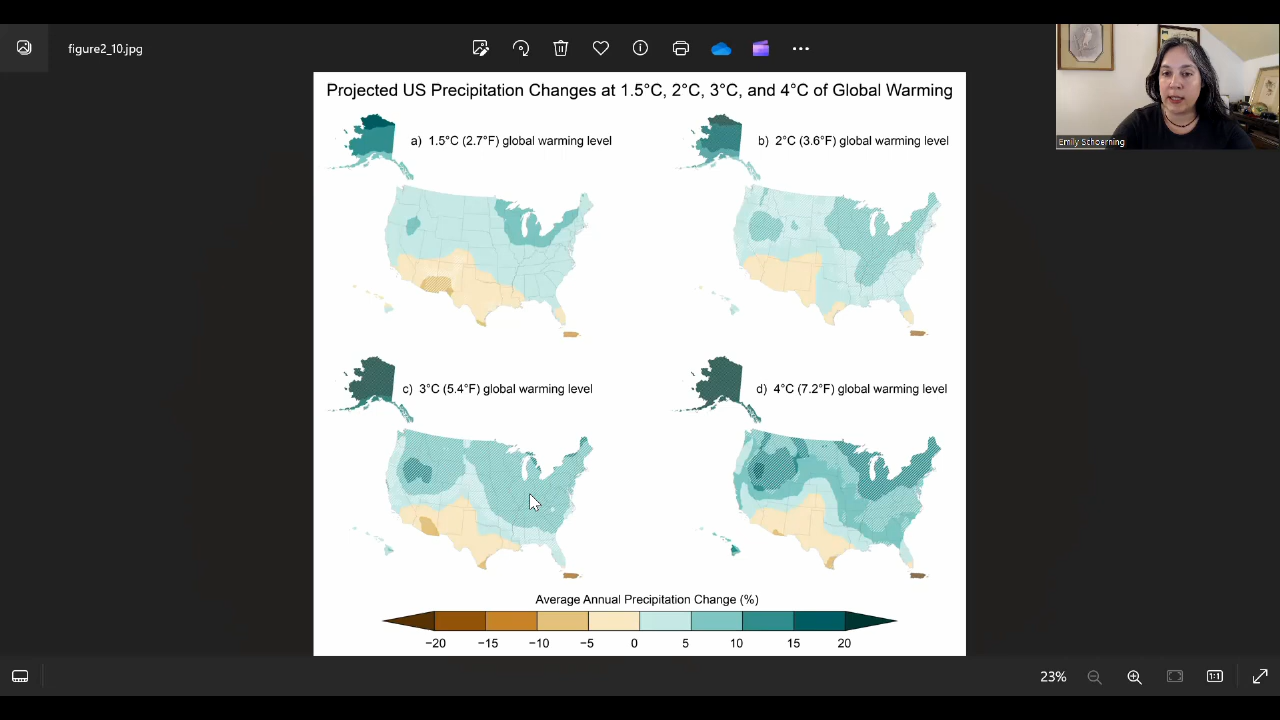 figure2_10.jpg
Emily Schoerning
Projected US Precipitation Changes at 1.5°C, 2°C, 3°C, and 4°C of Global Warming
a) 1.5°C (2.7°F) global warming level
b) 2°C (3.6°F) global warming level
c) 3°C (5.4°F) global warming level
d) 4°C (7.2°F) global warming level
Average Annual Precipitation Change (%)
−20 −15 −10 −5 0 5 10 15 20
23%
1:1